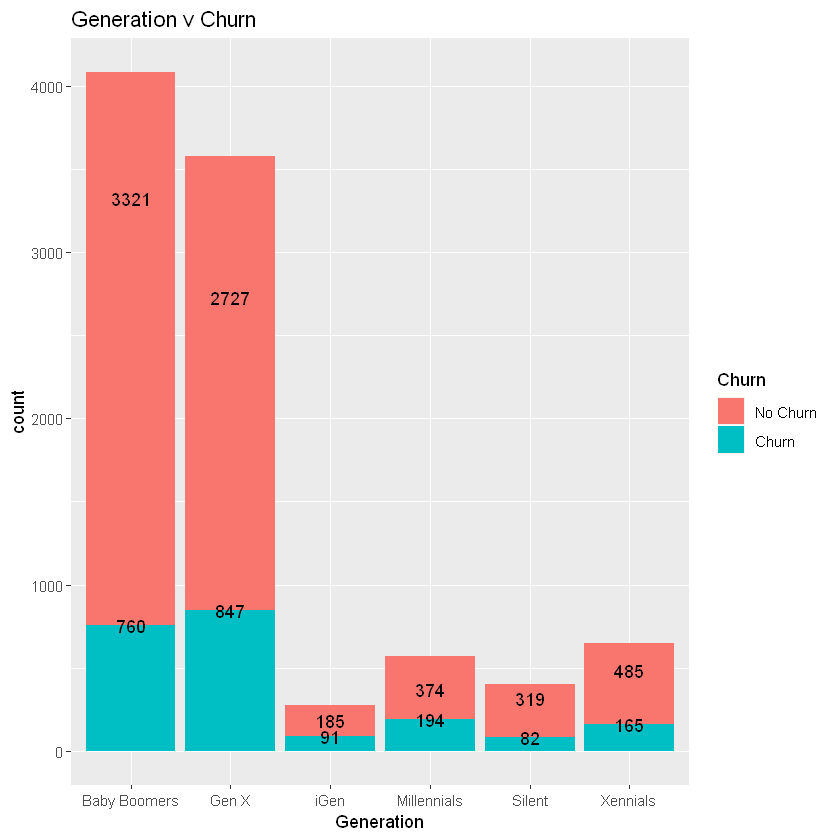 Generation v Churn
4000
3000
2000
1000
0
count
3321
2727
760
847
185
91
374
194
319
82
485
165
Baby Boomers
Gen X
iGen
Millennials
Silent
Xennials
Generation
Churn
No Churn
Churn